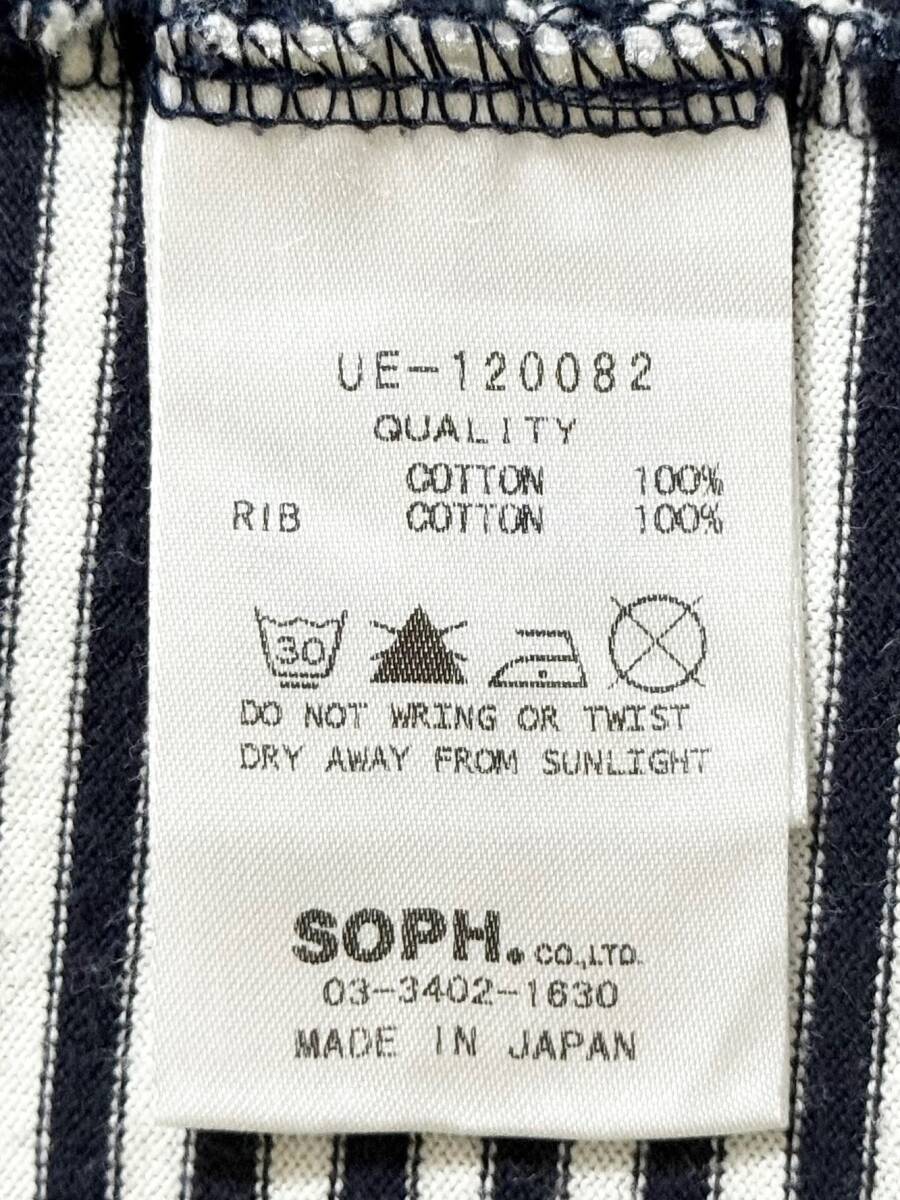 UE-120082
QUALITY
COTTON 100%
RIB COTTON 100%
30
DO NOT WRING OR TWIST
DRY AWAY FROM SUNLIGHT
SOPH. CO.,LTD.
03-3402-1630
MADE IN JAPAN